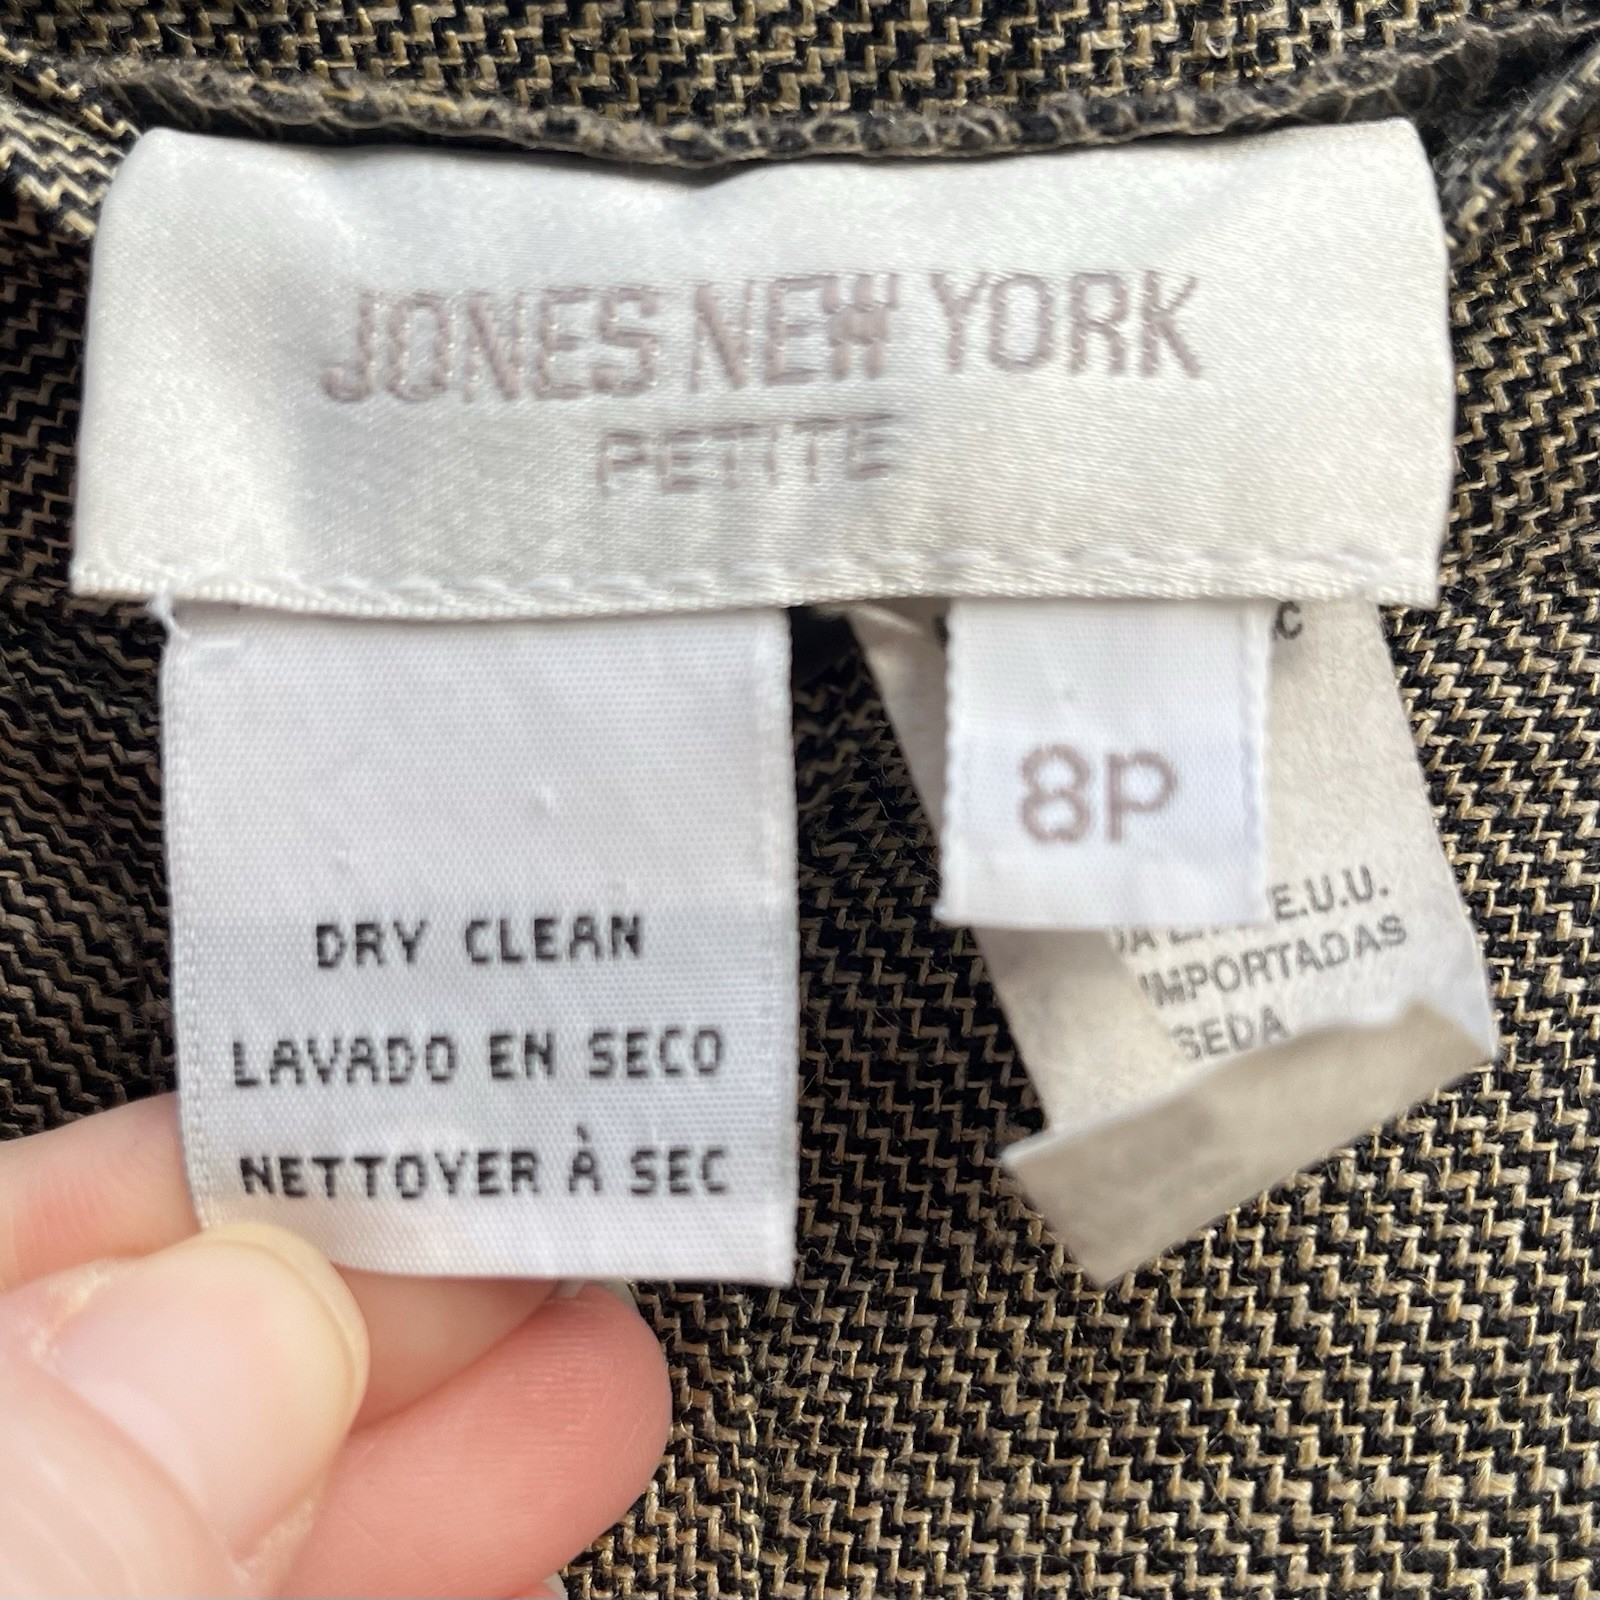 JONES NEW YORK
PETITE
8P
DRY CLEAN
LAVADO EN SECO
NETTOYER À SEC
E.U.U.
IMPORTADAS
SEDA